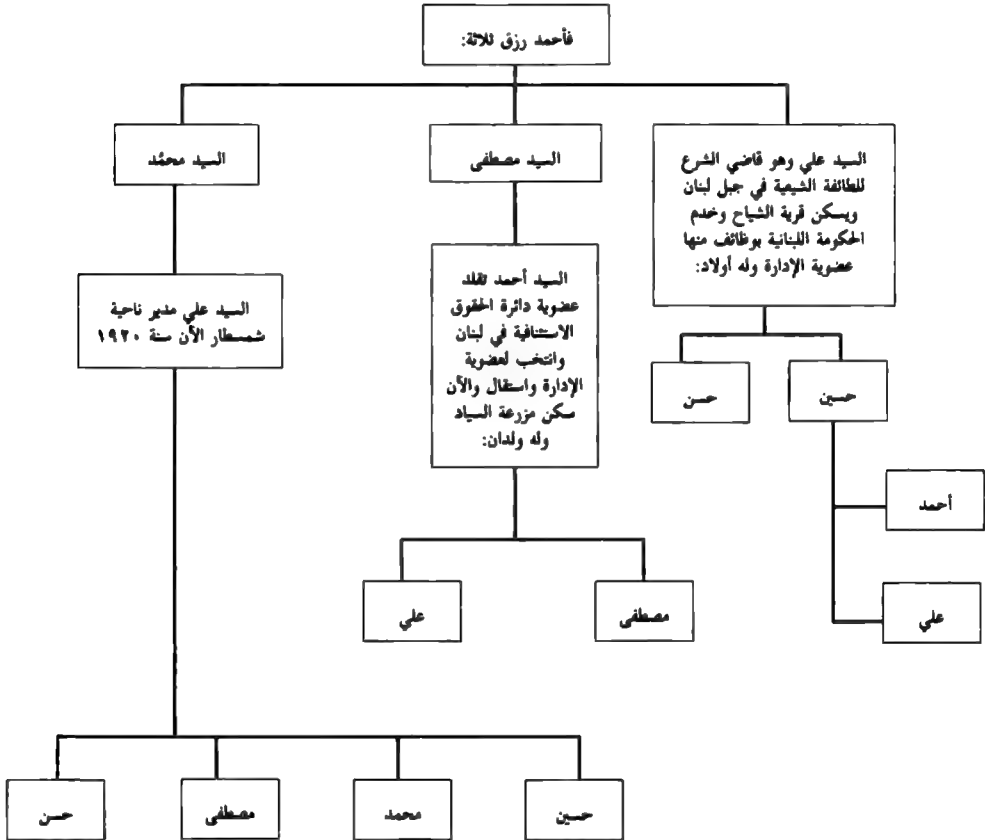 فأحمد رزق ثلاثة:
السيد علي وهو قاضي الشرع
للطائفة الشيعية في جبل لبنان
ويسكن قرية الشياح وخدم
الحكومة اللبنانية بوظائف منها
عضوية الإدارة وله أولاد:
السيد مصطفى
السيد محمّد
السيد أحمد تقلد
عضوية دائرة الحقوق
الاستئنافية في لبنان
وانتخب لعضوية
الإدارة واستقال والآن
سكن مزرعة السياد
وله ولدان:
السيد علي مدير ناحية
شمسطار الآن سنة ١٩٢٠
حسين
حسن
أحمد
علي
مصطفى
علي
حسين
محمد
مصطفى
حسن